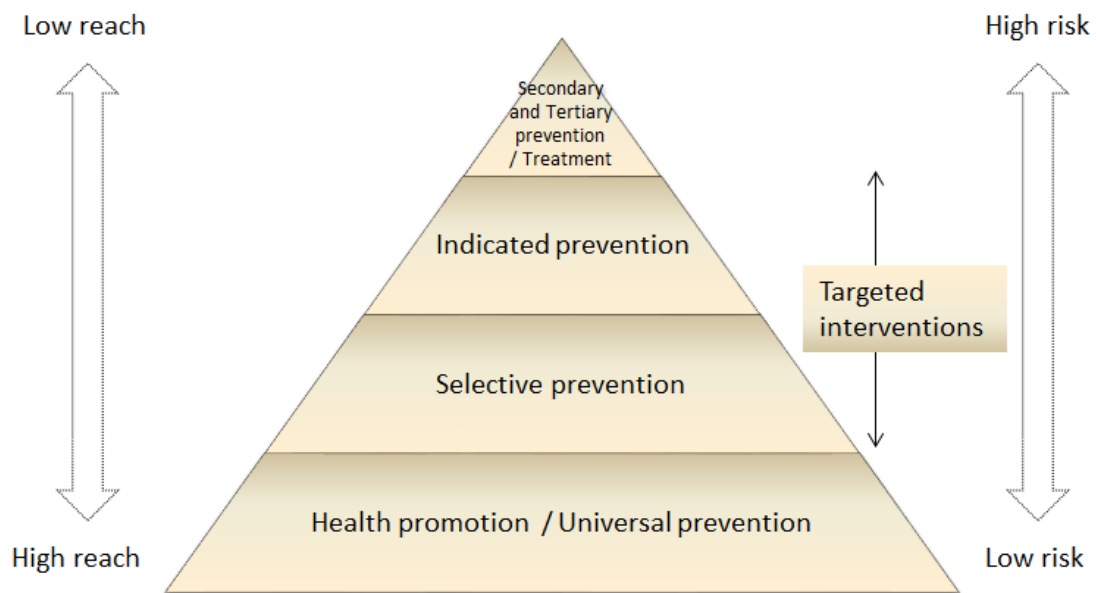 Low reach
High risk
Secondary
and Tertiary
prevention
/ Treatment
Indicated prevention
Targeted
interventions
Selective prevention
Health promotion / Universal prevention
High reach
Low risk